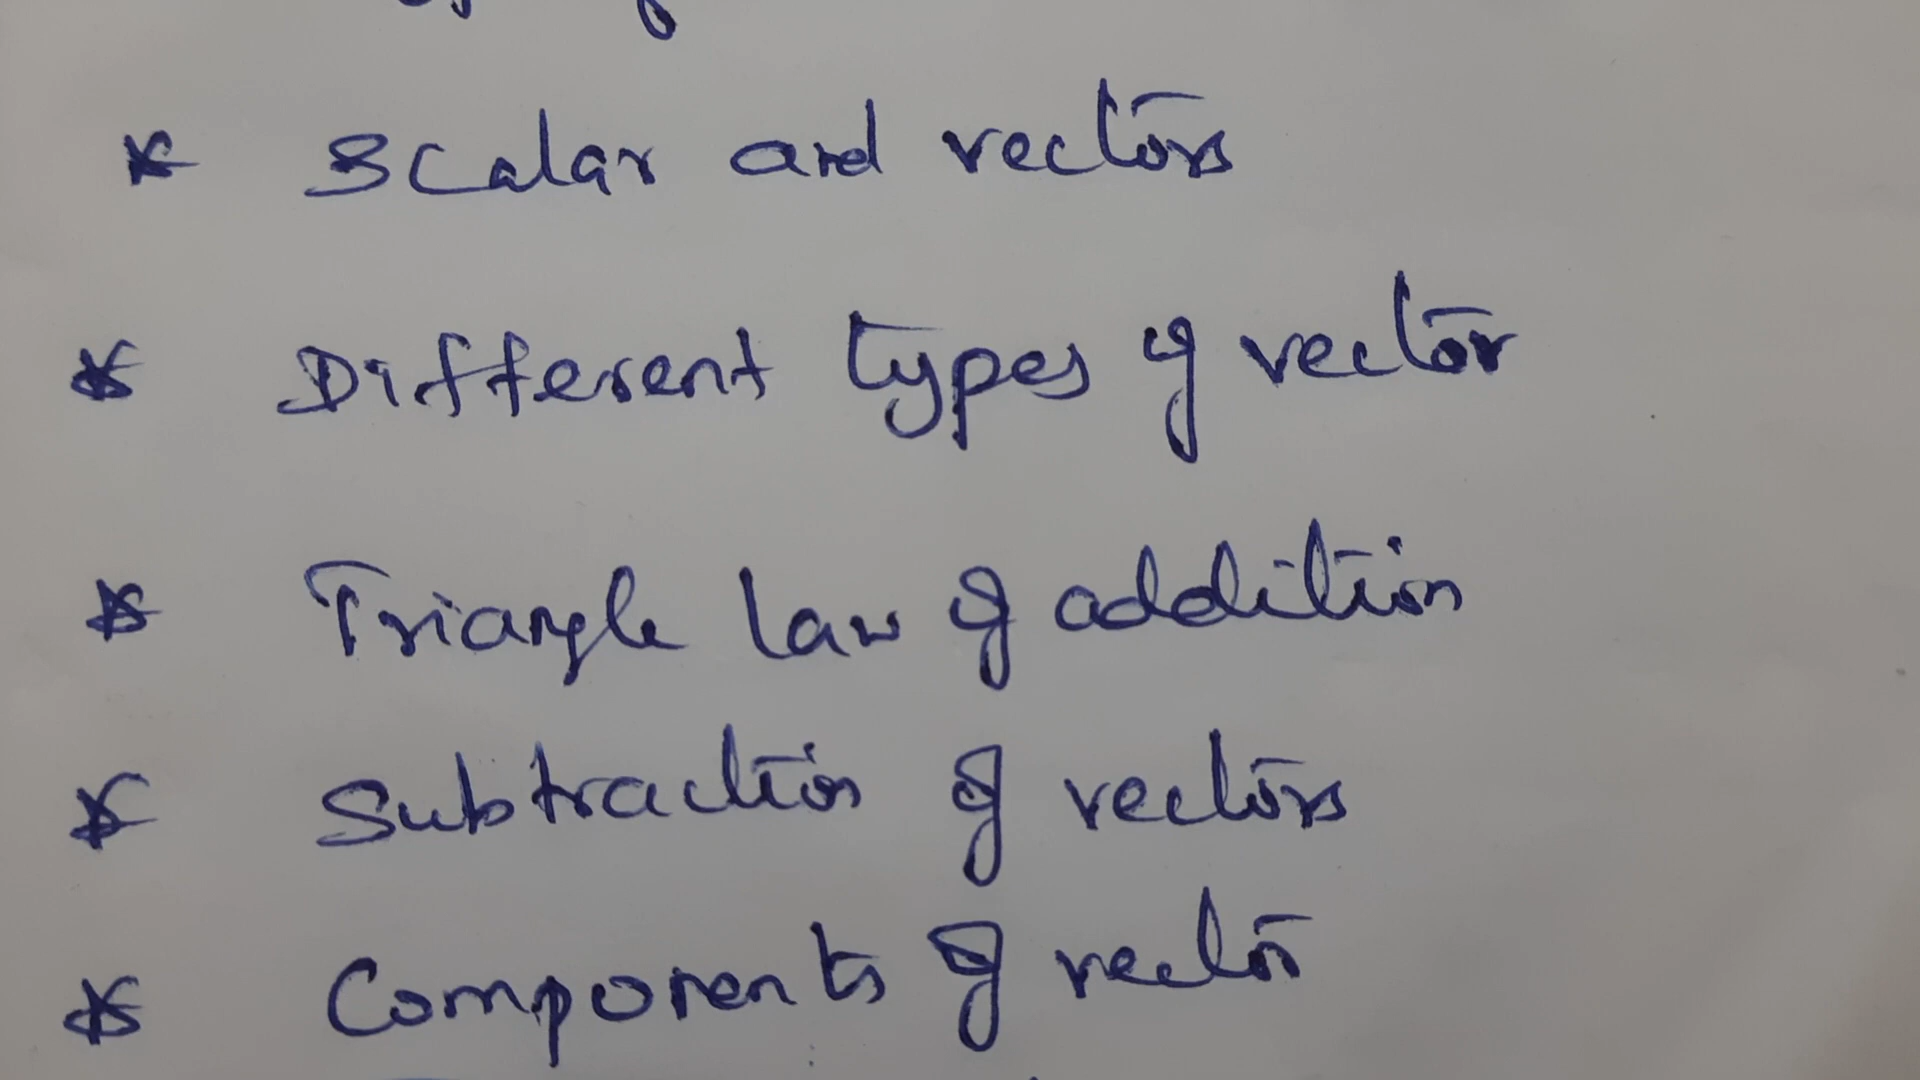 * Scalar and vectors
* Different types of vector
* Triangle law of addition
* Subtraction of vectors
* Components of vector